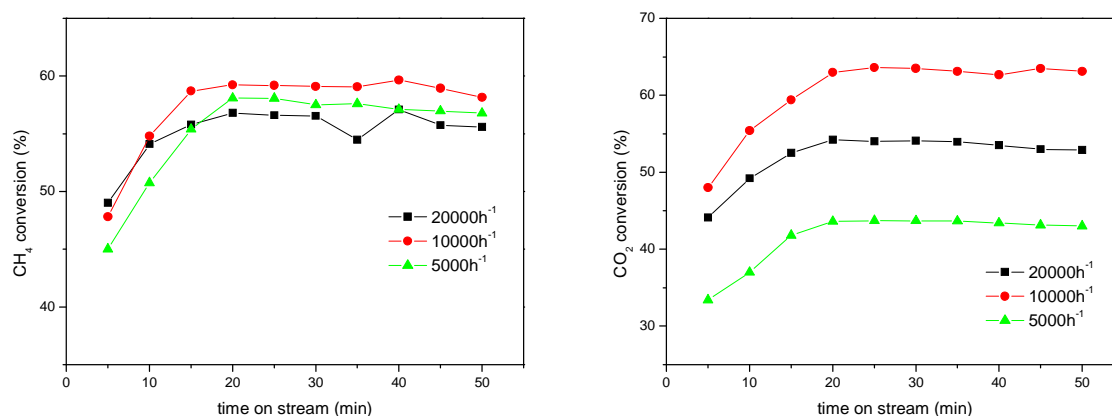 60
50
40
CH₄ conversion (%)
20000h⁻¹
10000h⁻¹
5000h⁻¹
0 10 20 30 40 50
time on stream (min)
70
60
50
40
30
CO₂ conversion (%)
20000h⁻¹
10000h⁻¹
5000h⁻¹
0 10 20 30 40 50
time on stream (min)